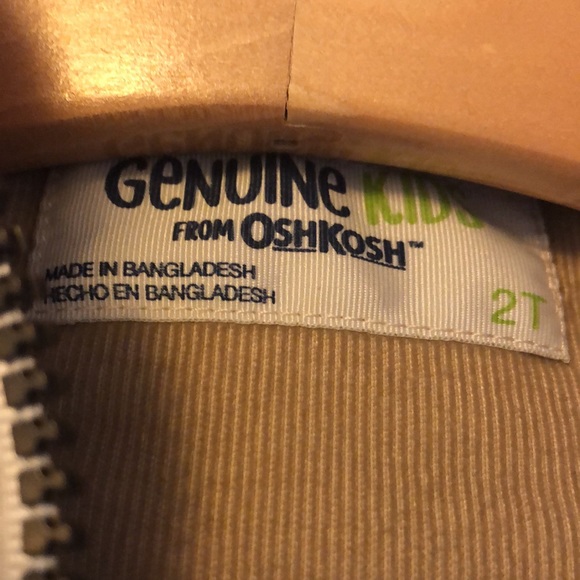 GeNUINe KIDS
FROM OSHKOSH™
MADE IN BANGLADESH
HECHO EN BANGLADESH
2T